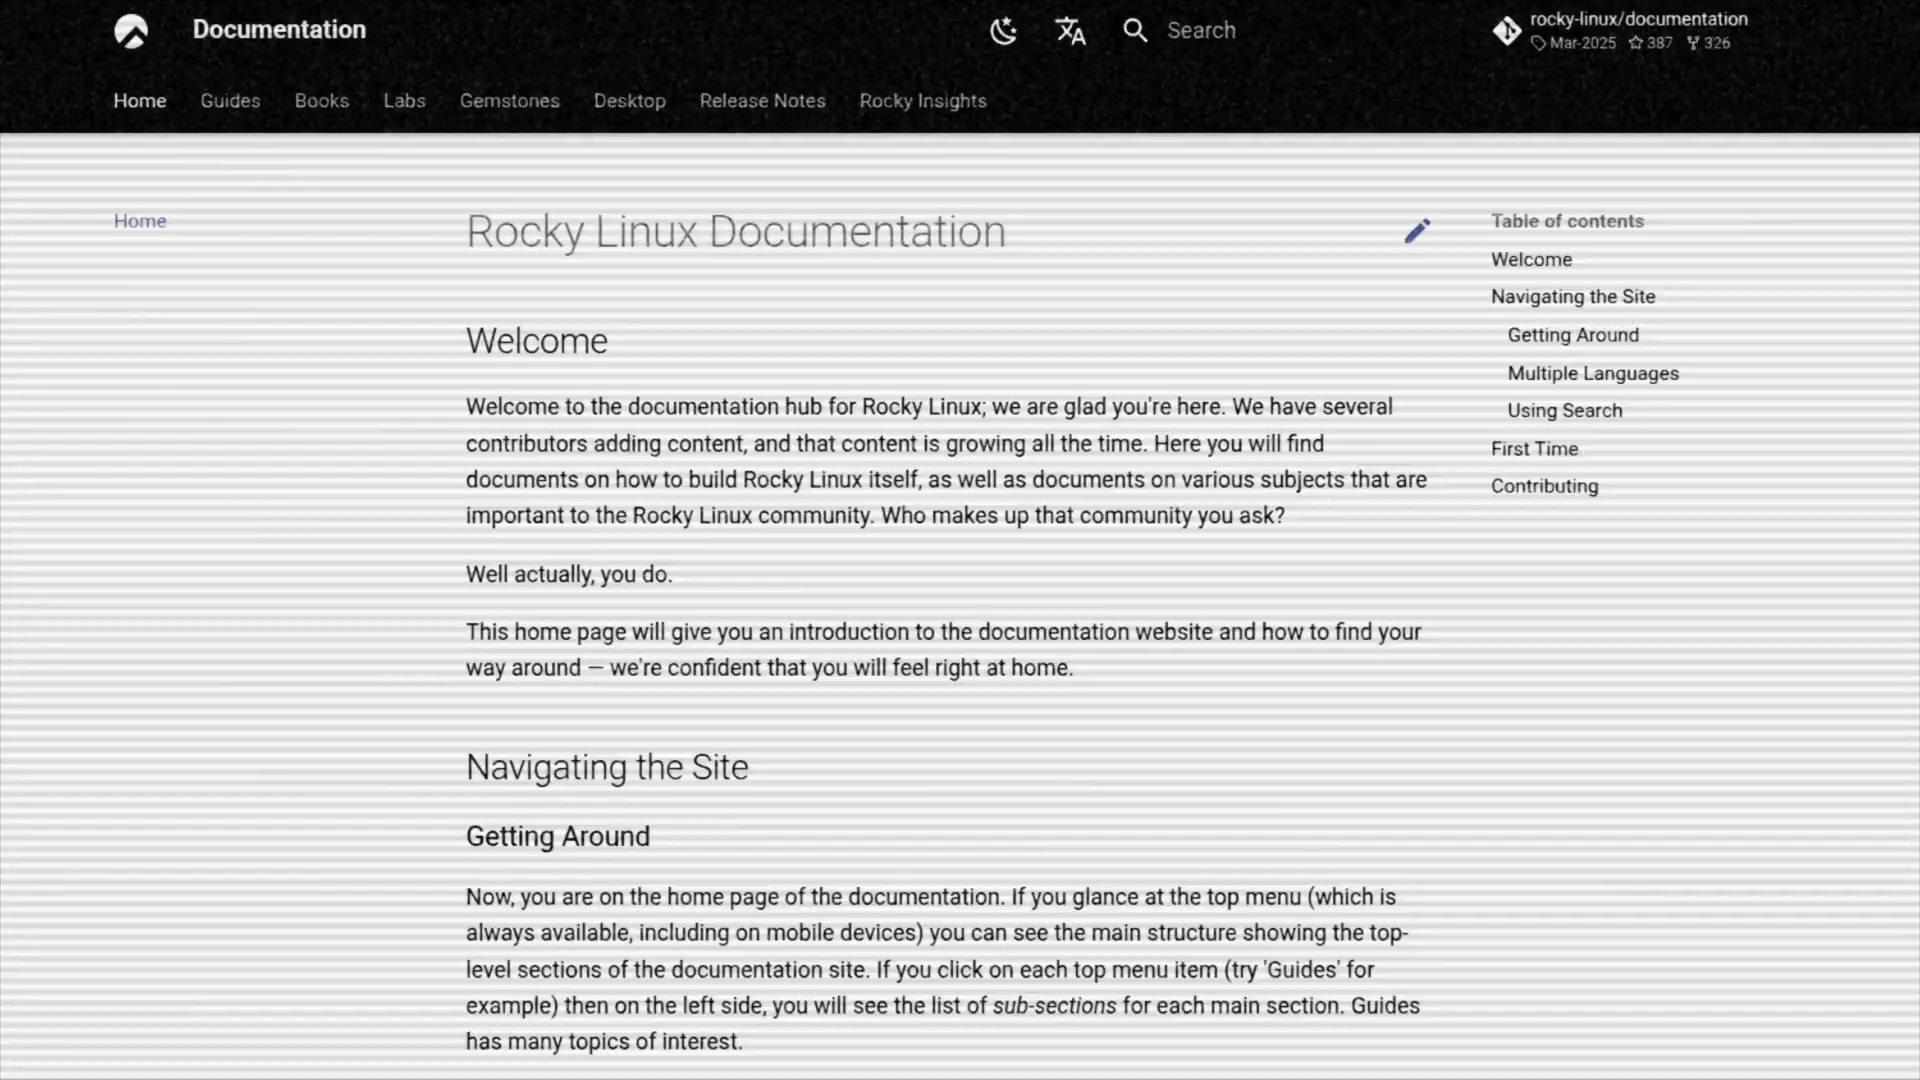 Documentation
Search
rocky-linux/documentation
Mar-2025 387 326
Home Guides Books Labs Gemstones Desktop Release Notes Rocky Insights
Home
Rocky Linux Documentation
Welcome
Welcome to the documentation hub for Rocky Linux; we are glad you're here. We have several
contributors adding content, and that content is growing all the time. Here you will find
documents on how to build Rocky Linux itself, as well as documents on various subjects that are
important to the Rocky Linux community. Who makes up that community you ask?
Well actually, you do.
This home page will give you an introduction to the documentation website and how to find your
way around — we're confident that you will feel right at home.
Navigating the Site
Getting Around
Now, you are on the home page of the documentation. If you glance at the top menu (which is
always available, including on mobile devices) you can see the main structure showing the top-
level sections of the documentation site. If you click on each top menu item (try 'Guides' for
example) then on the left side, you will see the list of sub-sections for each main section. Guides
has many topics of interest.
Table of contents
Welcome
Navigating the Site
Getting Around
Multiple Languages
Using Search
First Time
Contributing